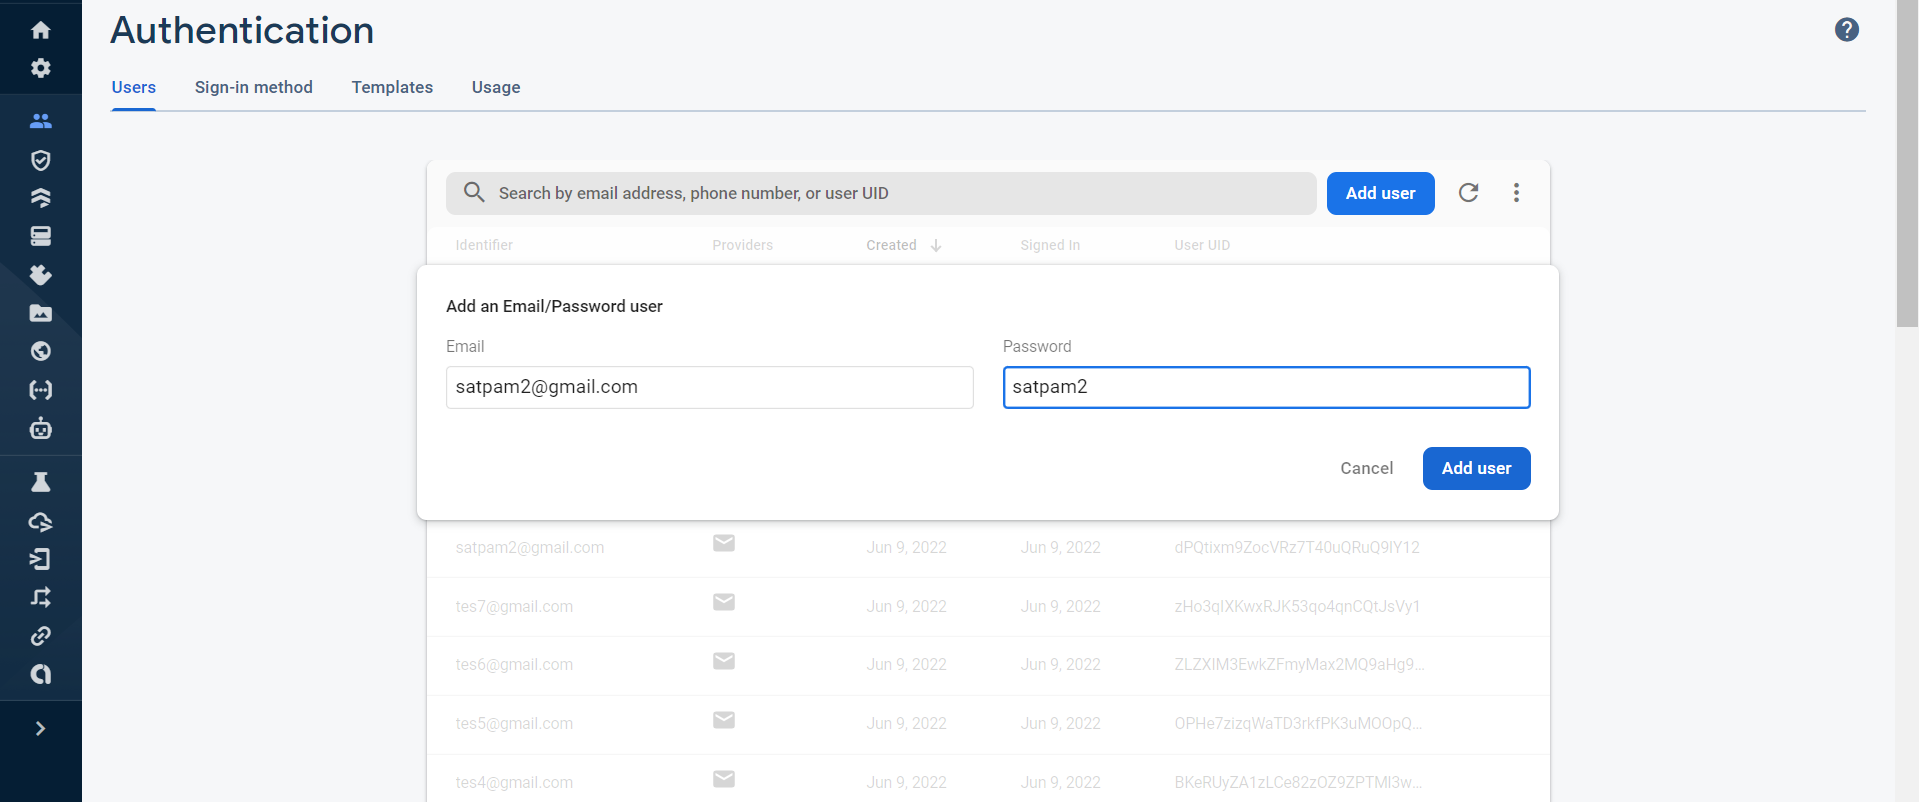 Authentication
Users Sign-in method Templates Usage
Search by email address, phone number, or user UID Add user
Identifier Providers Created Signed In User UID
Add an Email/Password user
Email Password
satpam2@gmail.com satpam2
Cancel Add user
satpam2@gmail.com Jun 9, 2022 Jun 9, 2022 dPQtixm9ZocVRz7T40uQRuQ9lY12
tes7@gmail.com Jun 9, 2022 Jun 9, 2022 zHo3qIXKwxRJK53qo4qnCQtJsVy1
tes6@gmail.com Jun 9, 2022 Jun 9, 2022 ZLZXIM3EwkZFmyMax2MQ9aHg9...
tes5@gmail.com Jun 9, 2022 Jun 9, 2022 OPHe7zizqWaTD3rkfPK3uMOOpQ...
tes4@gmail.com Jun 9, 2022 Jun 9, 2022 BKeRUyZA1zLCe82zOZ9ZPTMI3w...